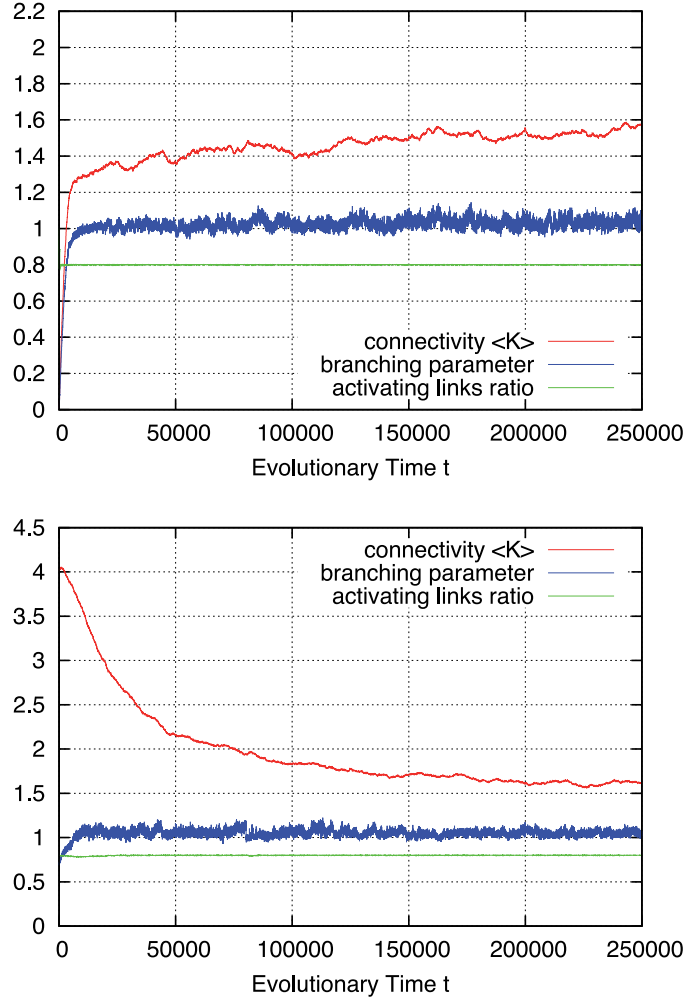 2.2
2
1.8
1.6
1.4
1.2
1
0.8
0.6
0.4
0.2
0
connectivity <K>
branching parameter
activating links ratio
0 50000 100000 150000 200000 250000
Evolutionary Time t
4.5
4
3.5
3
2.5
2
1.5
1
0.5
0
connectivity <K>
branching parameter
activating links ratio
0 50000 100000 150000 200000 250000
Evolutionary Time t